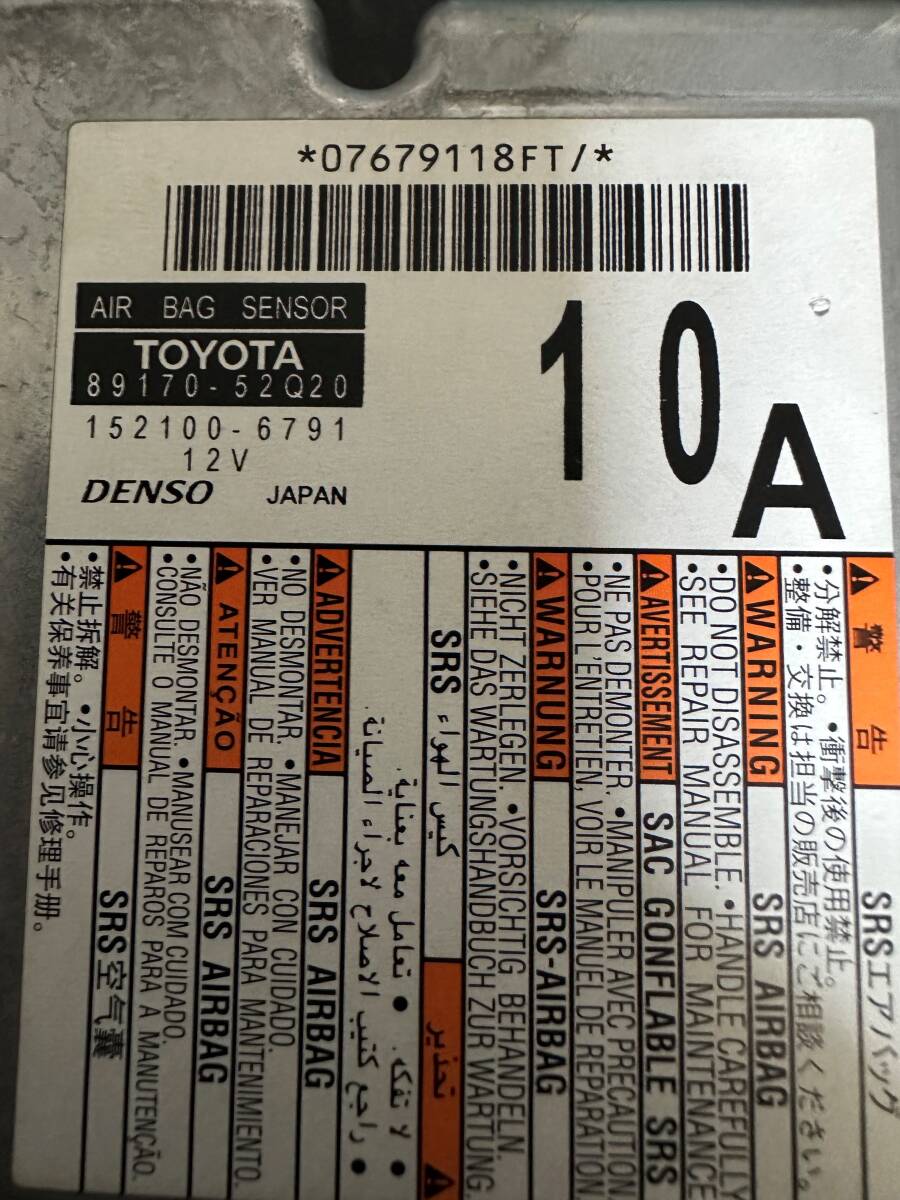 *07679118FT/*
AIR BAG SENSOR
TOYOTA
89170-52Q20
152100-6791
12V
DENSO JAPAN
10A
警告 SRSエアバッグ
•分解禁止。 •衝撃後の使用禁止。
•整備・交換は担当の販売店にご相談ください。
WARNING SRS AIRBAG
•DO NOT DISASSEMBLE. •HANDLE CAREFULLY
•SEE REPAIR MANUAL FOR MAINTENANCE
AVERTISSEMENT SAC GONFLABLE SRS
•NE PAS DEMONTER. •MANIPULER AVEC PRECAUTION.
•POUR L'ENTRETIEN, VOIR LE MANUEL DE REPARATION
WARNUNG SRS-AIRBAG
•NICHT ZERLEGEN. •VORSICHTIG BEHANDELN.
•SIEHE DAS WARTUNGSHANDBUCH ZUR WARTUNG.
تحذير كيس الهواء SRS
• لا تفكه. • تعامل معه بعناية.
• راجع كتيب الاصلاح لاجراء الصيانة.
ADVERTENCIA SRS AIRBAG
•NO DESMONTAR. •MANEJAR CON CUIDADO.
•VER MANUAL DE REPARACIONES PARA MANTENIMIENTO.
ATENÇÃO SRS AIRBAG
•NÃO DESMONTAR. •MANUSEAR COM CUIDADO.
•CONSULTE O MANUAL DE REPAROS PARA A MANUTENÇÃO.
警告 SRS空气囊
•禁止拆解。 •小心操作。
•有关保养事宜请参见修理手册。